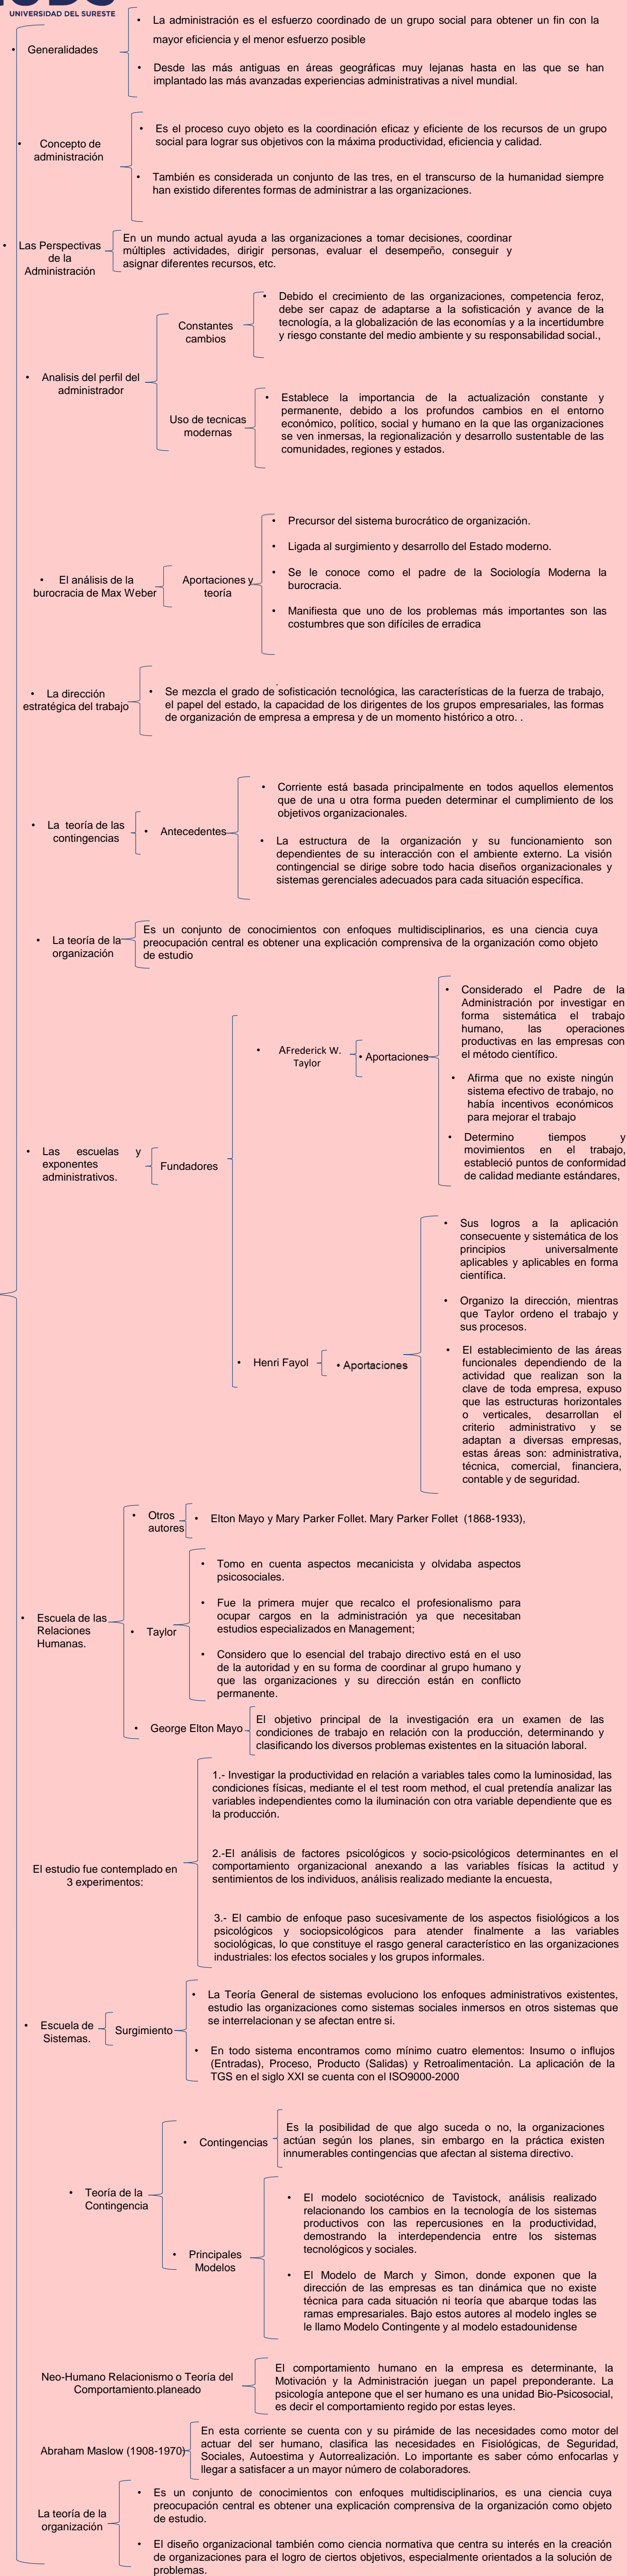 UNIVERSIDAD DEL SURESTE
• Generalidades
• La administración es el esfuerzo coordinado de un grupo social para obtener un fin con la
mayor eficiencia y el menor esfuerzo posible
• Desde las más antiguas en áreas geográficas muy lejanas hasta en las que se han
implantado las más avanzadas experiencias administrativas a nivel mundial.
• Concepto de
administración
• Es el proceso cuyo objeto es la coordinación eficaz y eficiente de los recursos de un grupo
social para lograr sus objetivos con la máxima productividad, eficiencia y calidad.
• También es considerada un conjunto de las tres, en el transcurso de la humanidad siempre
han existido diferentes formas de administrar a las organizaciones.
• Las Perspectivas
de la
Administración
En un mundo actual ayuda a las organizaciones a tomar decisiones, coordinar
múltiples actividades, dirigir personas, evaluar el desempeño, conseguir y
asignar diferentes recursos, etc.
• Analisis del perfil del
administrador
Constantes
cambios
• Debido el crecimiento de las organizaciones, competencia feroz,
debe ser capaz de adaptarse a la sofisticación y avance de la
tecnología, a la globalización de las economías y a la incertidumbre
y riesgo constante del medio ambiente y su responsabilidad social.,
Uso de tecnicas
modernas
• Establece la importancia de la actualización constante y
permanente, debido a los profundos cambios en el entorno
económico, político, social y humano en la que las organizaciones
se ven inmersas, la regionalización y desarrollo sustentable de las
comunidades, regiones y estados.
• El análisis de la
burocracia de Max Weber
Aportaciones y
teoría
• Precursor del sistema burocrático de organización.
• Ligada al surgimiento y desarrollo del Estado moderno.
• Se le conoce como el padre de la Sociología Moderna la
burocracia.
• Manifiesta que uno de los problemas más importantes son las
costumbres que son difíciles de erradica
• La dirección
estratégica del trabajo
• Se mezcla el grado de sofisticación tecnológica, las características de la fuerza de trabajo,
el papel del estado, la capacidad de los dirigentes de los grupos empresariales, las formas
de organización de empresa a empresa y de un momento histórico a otro. .
• La teoría de las
contingencias
• Antecedentes
• Corriente está basada principalmente en todos aquellos elementos
que de una u otra forma pueden determinar el cumplimiento de los
objetivos organizacionales.
• La estructura de la organización y su funcionamiento son
dependientes de su interacción con el ambiente externo. La visión
contingencial se dirige sobre todo hacia diseños organizacionales y
sistemas gerenciales adecuados para cada situación específica.
• La teoría de la
organización
Es un conjunto de conocimientos con enfoques multidisciplinarios, es una ciencia cuya
preocupación central es obtener una explicación comprensiva de la organización como objeto
de estudio
• Las escuelas y
exponentes
administrativos.
Fundadores
• AFrederick W.
Taylor
• Aportaciones
• Considerado el Padre de la
Administración por investigar en
forma sistemática el trabajo
humano, las operaciones
productivas en las empresas con
el método científico.
• Afirma que no existe ningún
sistema efectivo de trabajo, no
había incentivos económicos
para mejorar el trabajo
• Determino tiempos y
movimientos en el trabajo,
estableció puntos de conformidad
de calidad mediante estándares,
• Henri Fayol
• Aportaciones
• Sus logros a la aplicación
consecuente y sistemática de los
principios universalmente
aplicables y aplicables en forma
científica.
• Organizo la dirección, mientras
que Taylor ordeno el trabajo y
sus procesos.
• El establecimiento de las áreas
funcionales dependiendo de la
actividad que realizan son la
clave de toda empresa, expuso
que las estructuras horizontales
o verticales, desarrollan el
criterio administrativo y se
adaptan a diversas empresas,
estas áreas son: administrativa,
técnica, comercial, financiera,
contable y de seguridad.
• Escuela de las
Relaciones
Humanas.
• Otros
autores
• Elton Mayo y Mary Parker Follet. Mary Parker Follet (1868-1933),
• Taylor
• Tomo en cuenta aspectos mecanicista y olvidaba aspectos
psicosociales.
• Fue la primera mujer que recalco el profesionalismo para
ocupar cargos en la administración ya que necesitaban
estudios especializados en Management;
• Considero que lo esencial del trabajo directivo está en el uso
de la autoridad y en su forma de coordinar al grupo humano y
que las organizaciones y su dirección están en conflicto
permanente.
• George Elton Mayo
El objetivo principal de la investigación era un examen de las
condiciones de trabajo en relación con la producción, determinando y
clasificando los diversos problemas existentes en la situación laboral.
El estudio fue contemplado en
3 experimentos:
1.- Investigar la productividad en relación a variables tales como la luminosidad, las
condiciones físicas, mediante el el test room method, el cual pretendía analizar las
variables independientes como la iluminación con otra variable dependiente que es
la producción.
2.-El análisis de factores psicológicos y socio-psicológicos determinantes en el
comportamiento organizacional anexando a las variables físicas la actitud y
sentimientos de los individuos, análisis realizado mediante la encuesta,
3.- El cambio de enfoque paso sucesivamente de los aspectos fisiológicos a los
psicológicos y sociopsicológicos para atender finalmente a las variables
sociológicas, lo que constituye el rasgo general característico en las organizaciones
industriales: los efectos sociales y los grupos informales.
• Escuela de
Sistemas.
Surgimiento
• La Teoría General de sistemas evoluciono los enfoques administrativos existentes,
estudio las organizaciones como sistemas sociales inmersos en otros sistemas que
se interrelacionan y se afectan entre si.
• En todo sistema encontramos como mínimo cuatro elementos: Insumo o influjos
(Entradas), Proceso, Producto (Salidas) y Retroalimentación. La aplicación de la
TGS en el siglo XXI se cuenta con el ISO9000-2000
• Teoría de la
Contingencia
• Contingencias
Es la posibilidad de que algo suceda o no, la organizaciones
actúan según los planes, sin embargo en la práctica existen
innumerables contingencias que afectan al sistema directivo.
• Principales
Modelos
• El modelo sociotécnico de Tavistock, análisis realizado
relacionando los cambios en la tecnología de los sistemas
productivos con las repercusiones en la productividad,
demostrando la interdependencia entre los sistemas
tecnológicos y sociales.
• El Modelo de March y Simon, donde exponen que la
dirección de las empresas es tan dinámica que no existe
técnica para cada situación ni teoría que abarque todas las
ramas empresariales. Bajo estos autores al modelo ingles se
le llamo Modelo Contingente y al modelo estadounidense
Neo-Humano Relacionismo o Teoría del
Comportamiento.planeado
El comportamiento humano en la empresa es determinante, la
Motivación y la Administración juegan un papel preponderante. La
psicología antepone que el ser humano es una unidad Bio-Psicosocial,
es decir el comportamiento regido por estas leyes.
Abraham Maslow (1908-1970)
En esta corriente se cuenta con y su pirámide de las necesidades como motor del
actuar del ser humano, clasifica las necesidades en Fisiológicas, de Seguridad,
Sociales, Autoestima y Autorrealización. Lo importante es saber cómo enfocarlas y
llegar a satisfacer a un mayor número de colaboradores.
La teoría de la
organización
• Es un conjunto de conocimientos con enfoques multidisciplinarios, es una ciencia cuya
preocupación central es obtener una explicación comprensiva de la organización como objeto
de estudio.
• El diseño organizacional también como ciencia normativa que centra su interés en la creación
de organizaciones para el logro de ciertos objetivos, especialmente orientados a la solución de
problemas.